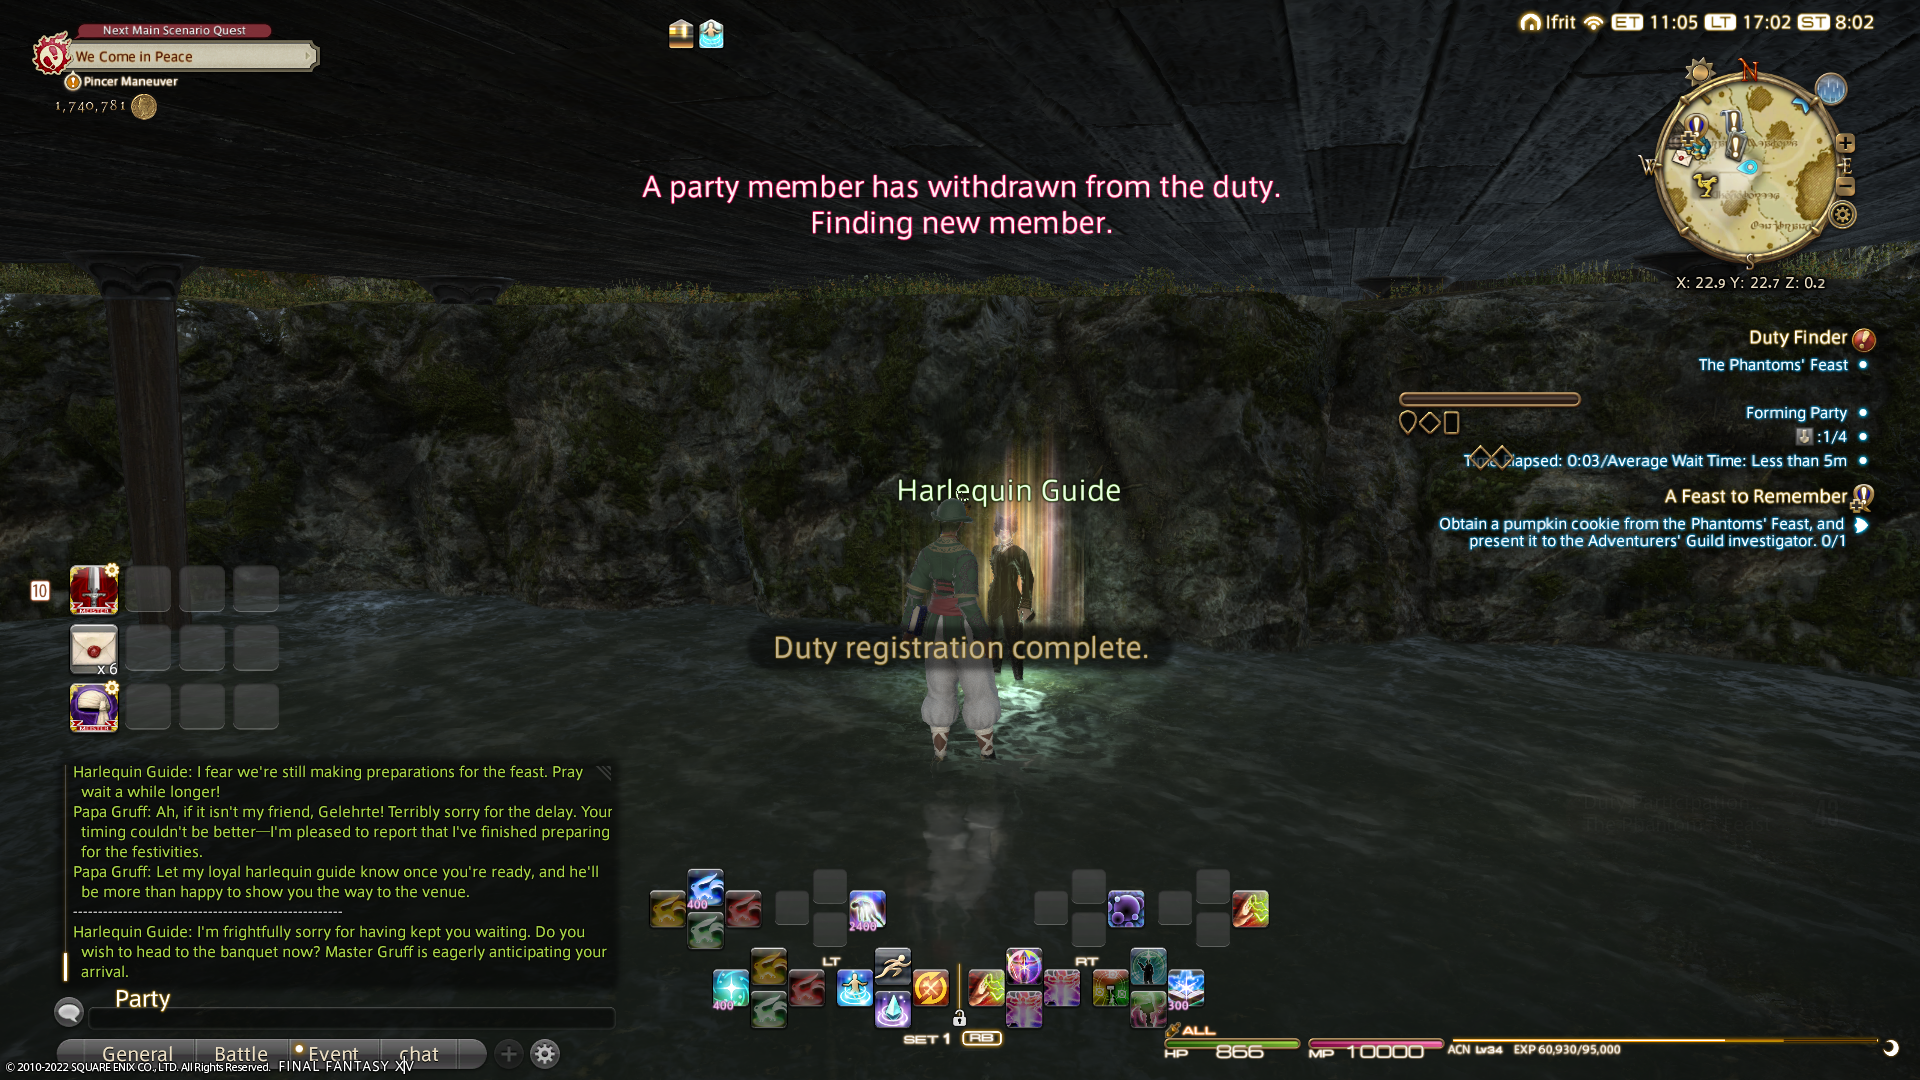 Next Main Scenario Quest
We Come in Peace
Pincer Maneuver
1,740,781
Ifrit ET 11:05 LT 17:02 ST 8:02
N
W
E
S
X: 22.9 Y: 22.7 Z: 0.2
A party member has withdrawn from the duty.
Finding new member.
Duty Finder
The Phantoms' Feast
Forming Party
:1/4
Elapsed: 0:03/Average Wait Time: Less than 5m
A Feast to Remember
Obtain a pumpkin cookie from the Phantoms' Feast, and
present it to the Adventurers' Guild investigator. 0/1
Harlequin Guide
Duty registration complete.
10
MEISTER
x 6
MEISTER
Harlequin Guide: I fear we're still making preparations for the feast. Pray
wait a while longer!
Papa Gruff: Ah, if it isn't my friend, Gelehrte! Terribly sorry for the delay. Your
timing couldn't be better—I'm pleased to report that I've finished preparing
for the festivities.
Papa Gruff: Let my loyal harlequin guide know once you're ready, and he'll
be more than happy to show you the way to the venue.
------------------------------------------------------
Harlequin Guide: I'm frightfully sorry for having kept you waiting. Do you
wish to head to the banquet now? Master Gruff is eagerly anticipating your
arrival.
Party
General Battle Event chat
400
2400
LT
RT
400
300
SET 1 RB
ALL
HP 866 MP 10000 ACN Lv34 EXP 60,930/95,000
© 2010-2022 SQUARE ENIX CO., LTD. All Rights Reserved. FINAL FANTASY XIV